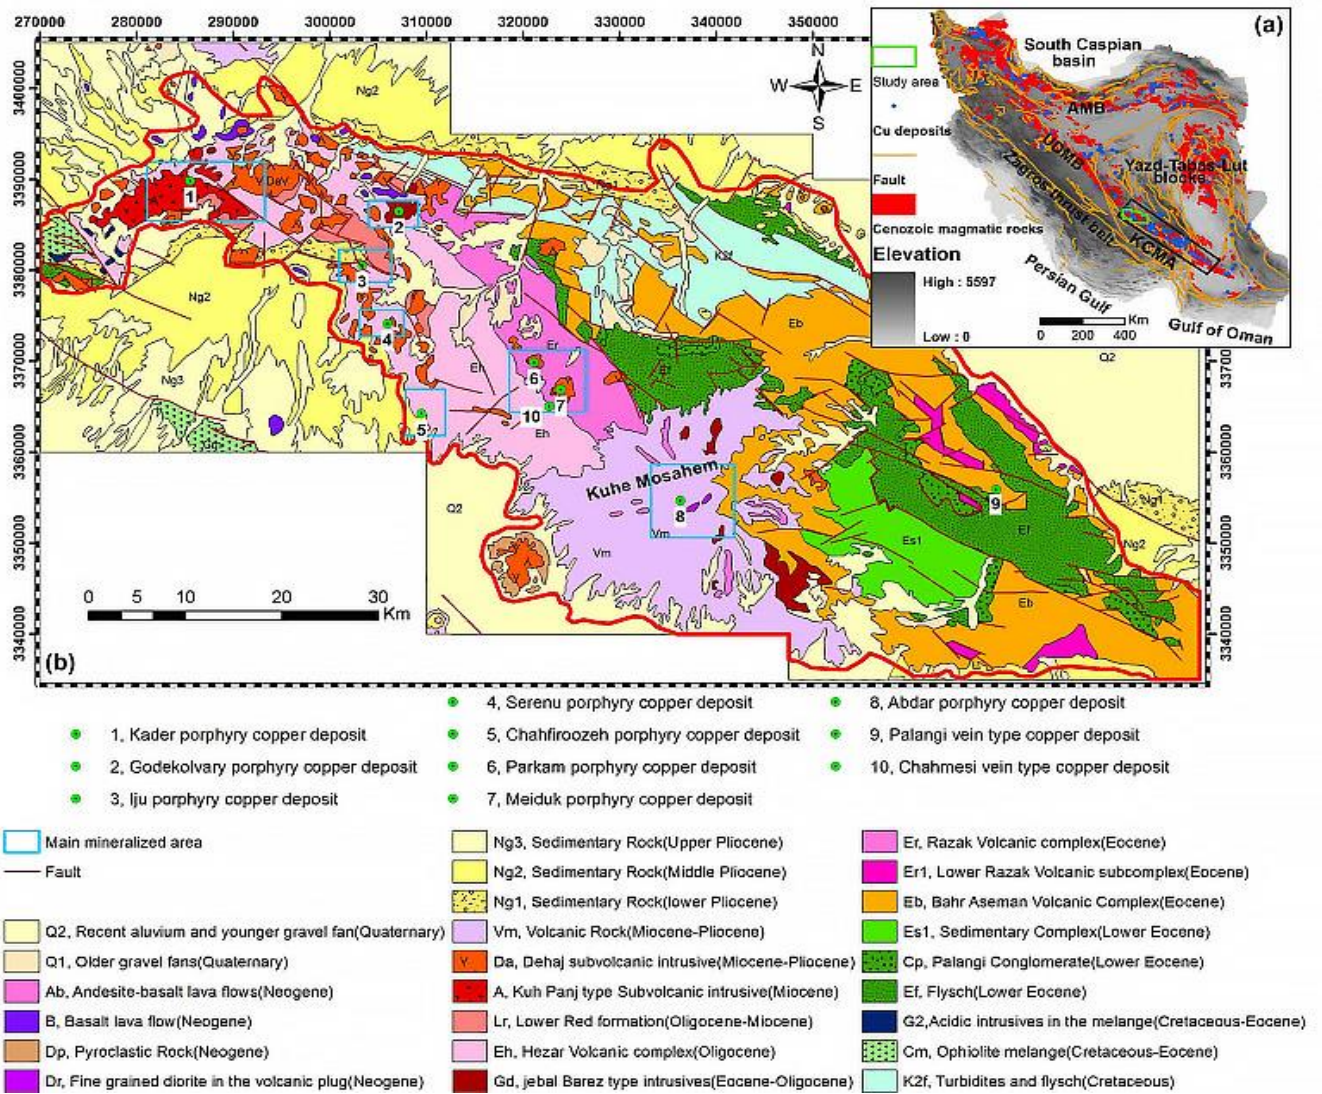 270000 280000 290000 300000 310000 320000 330000 340000 350000
(a)
South Caspian
basin
AMB
UDMB
Yazd-Tabas-Lut
blocks
Zagros thrust belt
KCMA
Persian Gulf
Gulf of Oman
Study area
Cu deposits
Fault
Cenozoic magmatic rocks
Elevation
High : 5597
Low : 0
0 200 400 Km
N
W E
S
3400000
3390000
3380000
3370000
3360000
3350000
3340000
33700
3360000
3350000
3340000
Ng2
1
2
3
4
5
6
7
10
8
9
K2f
Eb
Er
Ef
Eh
Eh
Ng2
Ng3
Q2
Q2
Kuhe Mosahem
Vm
Vm
Es1
Ef
Eb
Ng1
Ng2
0 5 10 20 30
Km
(b)
4, Serenu porphyry copper deposit
8, Abdar porphyry copper deposit
1, Kader porphyry copper deposit
5, Chahfiroozeh porphyry copper deposit
9, Palangi vein type copper deposit
2, Godekolvary porphyry copper deposit
6, Parkam porphyry copper deposit
10, Chahmesi vein type copper deposit
3, Iju porphyry copper deposit
7, Meiduk porphyry copper deposit
Main mineralized area
Fault
Q2, Recent aluvium and younger gravel fan(Quaternary)
Q1, Older gravel fans(Quaternary)
Ab, Andesite-basalt lava flows(Neogene)
B, Basalt lava flow(Neogene)
Dp, Pyroclastic Rock(Neogene)
Dr, Fine grained diorite in the volcanic plug(Neogene)
Ng3, Sedimentary Rock(Upper Pliocene)
Ng2, Sedimentary Rock(Middle Pliocene)
Ng1, Sedimentary Rock(lower Pliocene)
Vm, Volcanic Rock(Miocene-Pliocene)
Da, Dehaj subvolcanic intrusive(Miocene-Pliocene)
A, Kuh Panj type Subvolcanic intrusive(Miocene)
Lr, Lower Red formation(Oligocene-Miocene)
Eh, Hezar Volcanic complex(Oligocene)
Gd, jebal Barez type intrusives(Eocene-Oligocene)
Er, Razak Volcanic complex(Eocene)
Er1, Lower Razak Volcanic subcomplex(Eocene)
Eb, Bahr Aseman Volcanic Complex(Eocene)
Es1, Sedimentary Complex(Lower Eocene)
Cp, Palangi Conglomerate(Lower Eocene)
Ef, Flysch(Lower Eocene)
G2,Acidic intrusives in the melange(Cretaceous-Eocene)
Cm, Ophiolite melange(Cretaceous-Eocene)
K2f, Turbidites and flysch(Cretaceous)